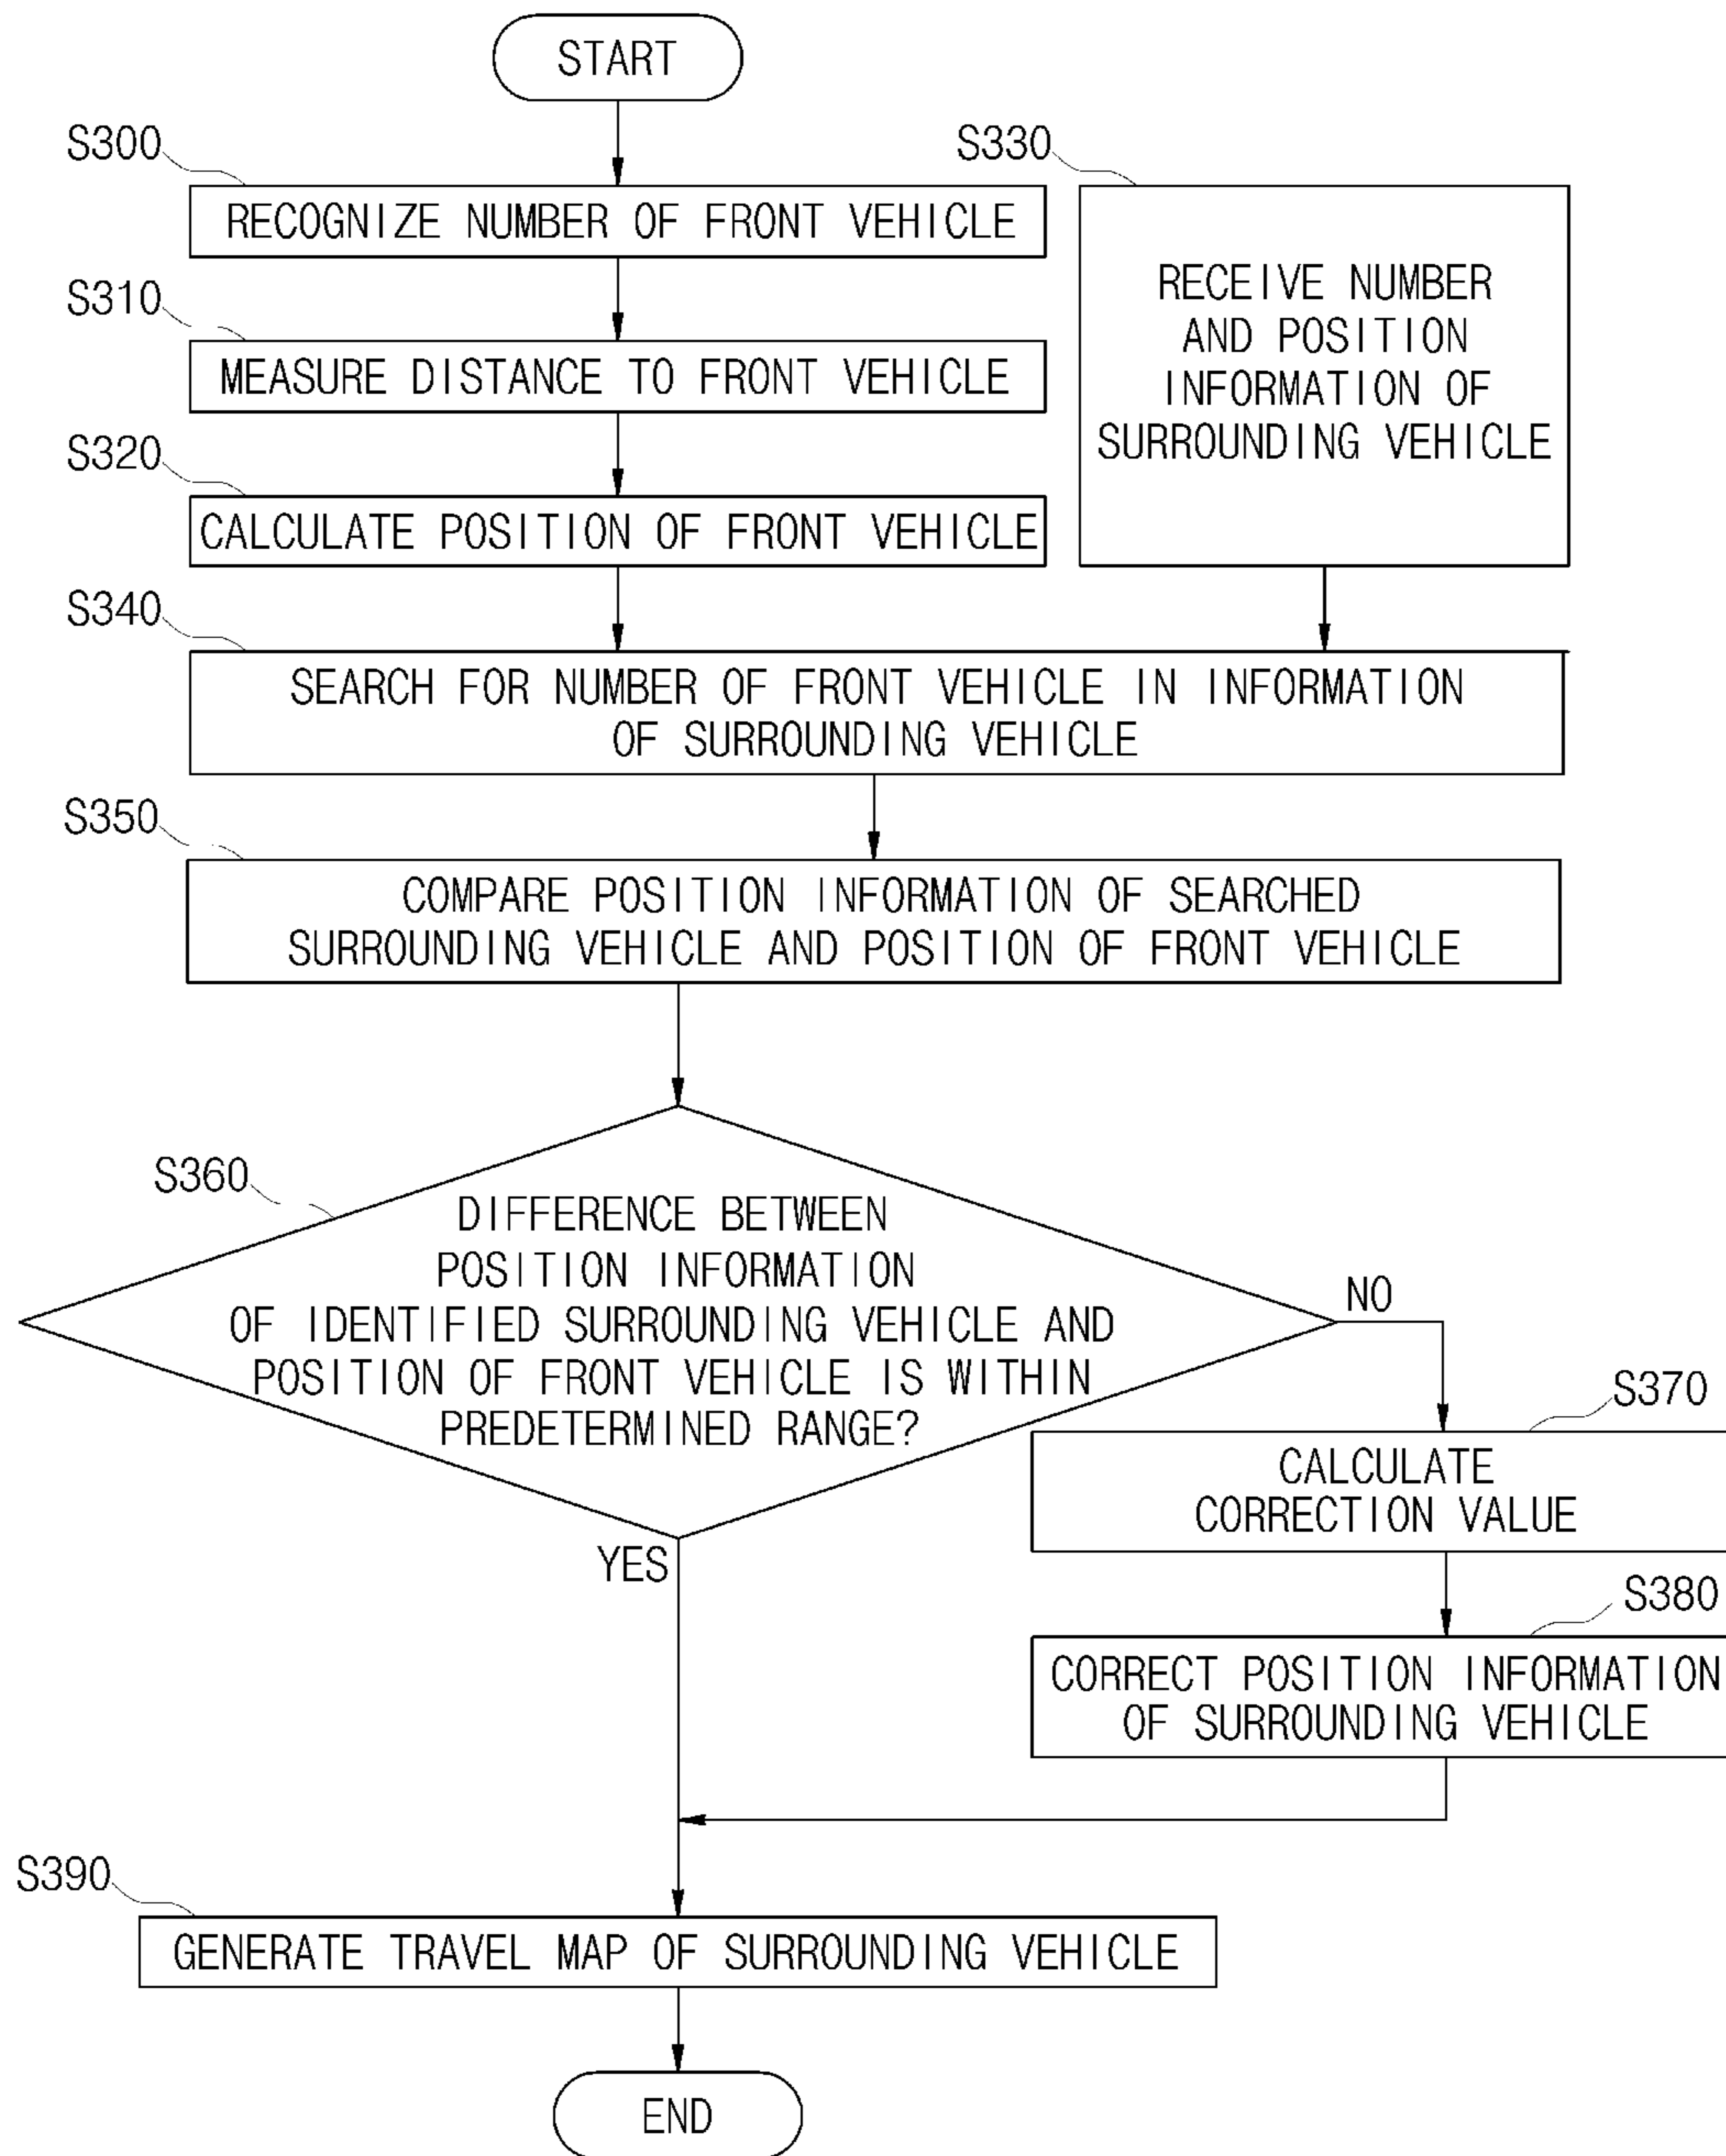 START
S300
RECOGNIZE NUMBER OF FRONT VEHICLE
S310
MEASURE DISTANCE TO FRONT VEHICLE
S320
CALCULATE POSITION OF FRONT VEHICLE
S330
RECEIVE NUMBER
AND POSITION
INFORMATION OF
SURROUNDING VEHICLE
S340
SEARCH FOR NUMBER OF FRONT VEHICLE IN INFORMATION
OF SURROUNDING VEHICLE
S350
COMPARE POSITION INFORMATION OF SEARCHED
SURROUNDING VEHICLE AND POSITION OF FRONT VEHICLE
S360
DIFFERENCE BETWEEN
POSITION INFORMATION
OF IDENTIFIED SURROUNDING VEHICLE AND
POSITION OF FRONT VEHICLE IS WITHIN
PREDETERMINED RANGE?
NO
S370
CALCULATE
CORRECTION VALUE
YES
S380
CORRECT POSITION INFORMATION
OF SURROUNDING VEHICLE
S390
GENERATE TRAVEL MAP OF SURROUNDING VEHICLE
END